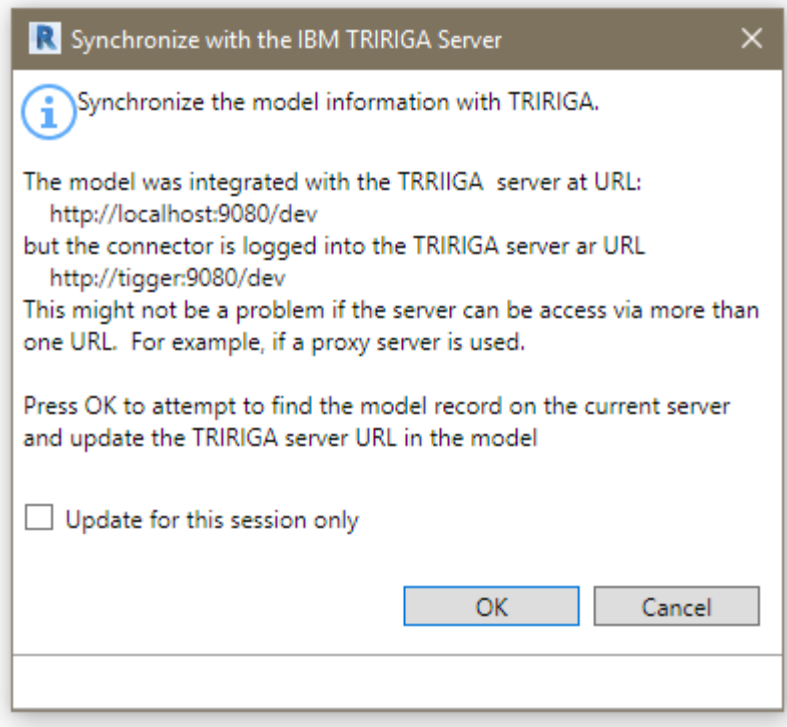 R Synchronize with the IBM TRIRIGA Server
Synchronize the model information with TRIRIGA.
The model was integrated with the TRRIIGA  server at URL:
http://localhost:9080/dev
but the connector is logged into the TRIRIGA server ar URL
http://tigger:9080/dev
This might not be a problem if the server can be access via more than
one URL.  For example, if a proxy server is used.
Press OK to attempt to find the model record on the current server
and update the TRIRIGA server URL in the model
Update for this session only
OK Cancel